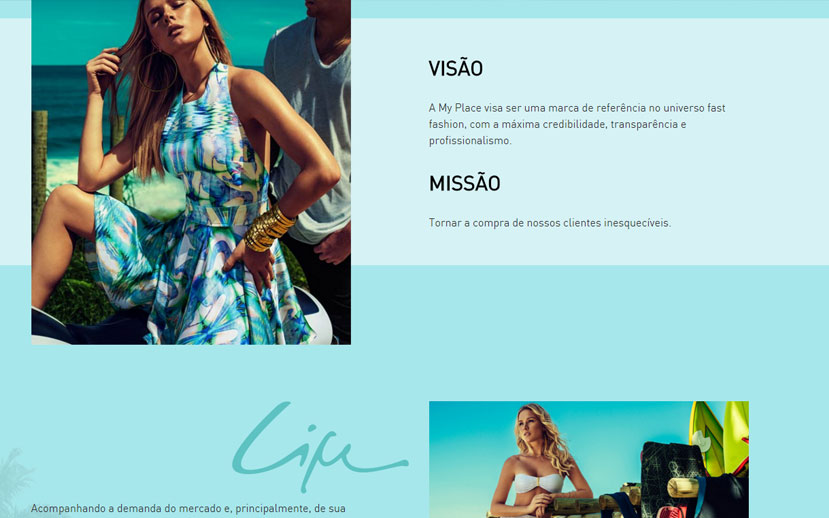 VISÃO
A My Place visa ser uma marca de referência no universo fast
fashion, com a máxima credibilidade, transparência e
profissionalismo.
MISSÃO
Tornar a compra de nossos clientes inesquecíveis.
Life
Acompanhando a demanda do mercado e, principalmente, de sua